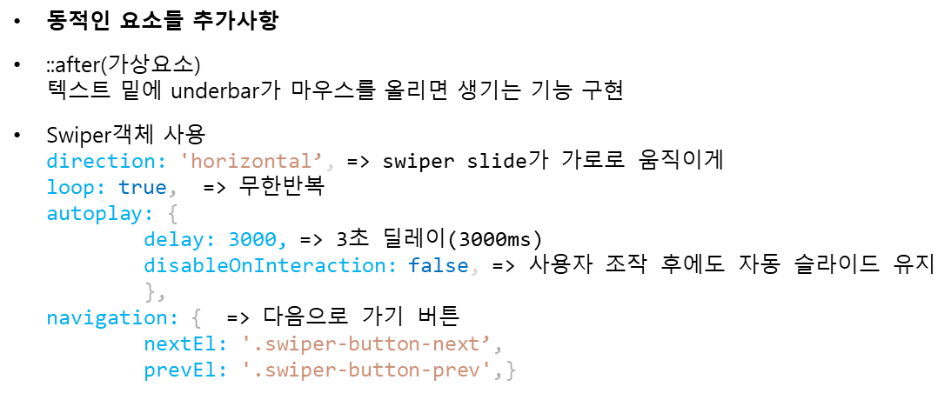 • 동적인 요소들 추가사항
• ::after(가상요소)
텍스트 밑에 underbar가 마우스를 올리면 생기는 기능 구현
• Swiper객체 사용
direction: 'horizontal’, => swiper slide가 가로로 움직이게
loop: true, => 무한반복
autoplay: {
delay: 3000, => 3초 딜레이(3000ms)
disableOnInteraction: false, => 사용자 조작 후에도 자동 슬라이드 유지
},
navigation: { => 다음으로 가기 버튼
nextEl: '.swiper-button-next’,
prevEl: '.swiper-button-prev',}